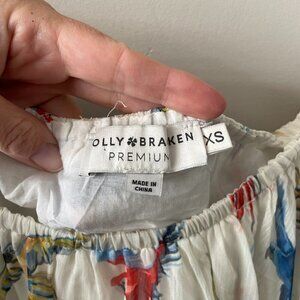 OLLY BRAKEN
PREMIUM
XS
MADE IN
CHINA